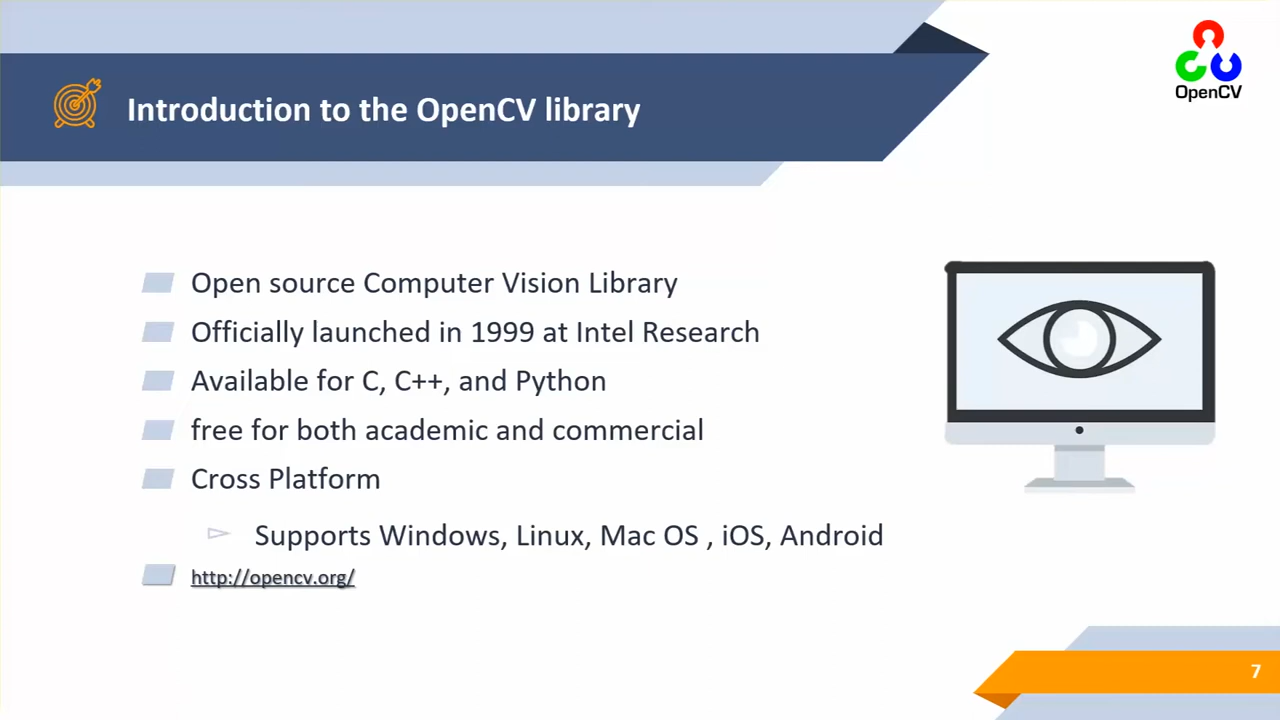 OpenCV
Introduction to the OpenCV library
Open source Computer Vision Library
Officially launched in 1999 at Intel Research
Available for C, C++, and Python
free for both academic and commercial
Cross Platform
Supports Windows, Linux, Mac OS , iOS, Android
http://opencv.org/
7